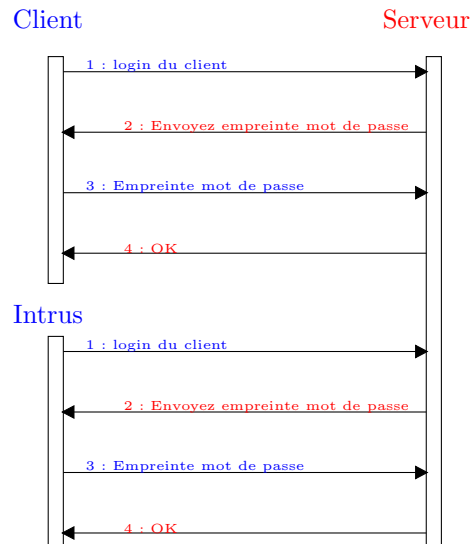 Client Serveur
1 : login du client
2 : Envoyez empreinte mot de passe
3 : Empreinte mot de passe
4 : OK
Intrus
1 : login du client
2 : Envoyez empreinte mot de passe
3 : Empreinte mot de passe
4 : OK